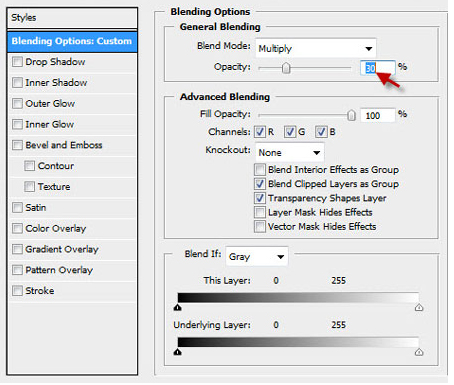 Styles
Blending Options: Custom
Drop Shadow
Inner Shadow
Outer Glow
Inner Glow
Bevel and Emboss
Contour
Texture
Satin
Color Overlay
Gradient Overlay
Pattern Overlay
Stroke
Blending Options
General Blending
Blend Mode: Multiply
Opacity: 30 %
Advanced Blending
Fill Opacity: 100 %
Channels: R G B
Knockout: None
Blend Interior Effects as Group
Blend Clipped Layers as Group
Transparency Shapes Layer
Layer Mask Hides Effects
Vector Mask Hides Effects
Blend If: Gray
This Layer: 0 255
Underlying Layer: 0 255